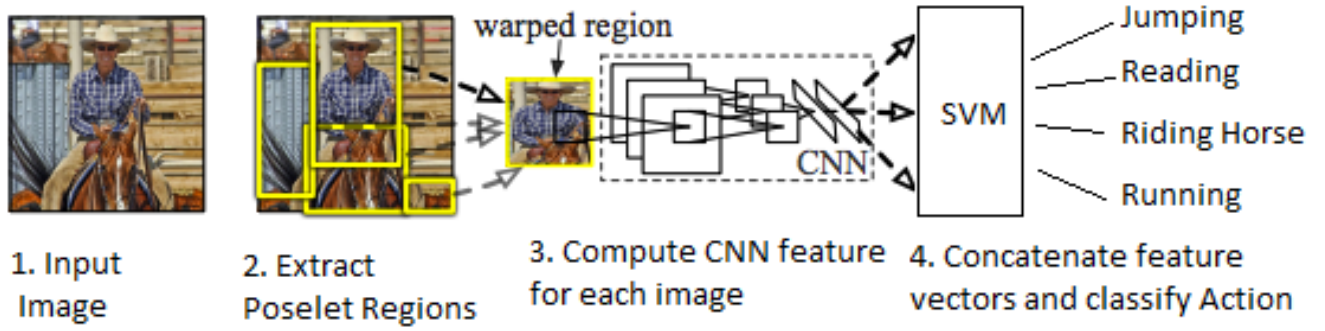 warped region
CNN
SVM
Jumping
Reading
Riding Horse
Running
1. Input
Image
2. Extract
Poselet Regions
3. Compute CNN feature
for each image
4. Concatenate feature
vectors and classify Action